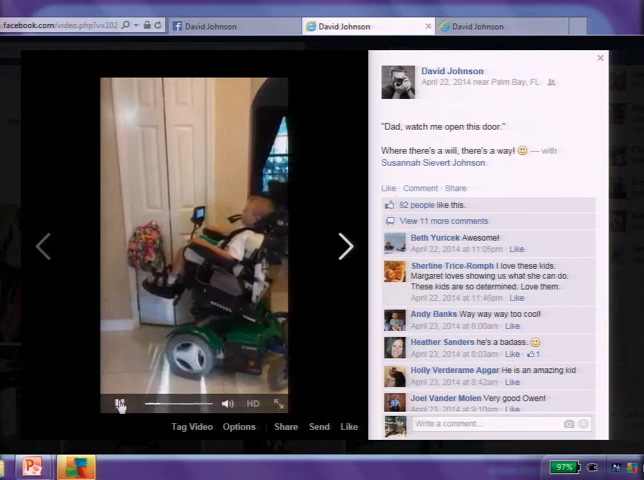 facebook.com/video.php?v=102
David Johnson
David Johnson
David Johnson
David Johnson
April 22, 2014 near Palm Bay, FL
"Dad, watch me open this door."
Where there's a will, there's a way! — with
Susannah Sievert Johnson.
Like · Comment · Share
82 people like this.
View 11 more comments
Beth Yuricek Awesome!
April 22, 2014 at 11:05pm · Like
Sherline Trice-Romph I love these kids.
Margaret loves showing us what she can do.
These kids are so determined. Love them.
April 22, 2014 at 11:46pm · Like
Andy Banks Way way way too cool!
April 23, 2014 at 8:00am · Like
Heather Sanders he's a badass.
April 23, 2014 at 8:03am · Like · 1
Holly Verderame Apgar He is an amazing kid
April 23, 2014 at 8:42am · Like
Joel Vander Molen Very good Owen!
April 23, 2014 at 9:10am · Like
Write a comment...
HD
Tag Video Options Share Send Like
97%